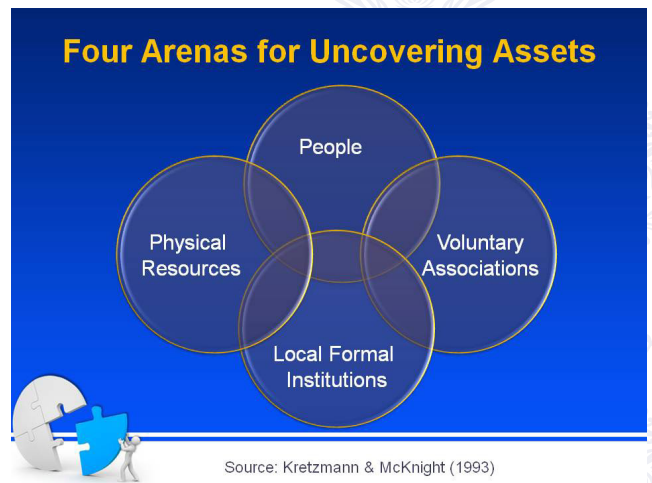 Four Arenas for Uncovering Assets
People
Physical
Resources
Voluntary
Associations
Local Formal
Institutions
Source: Kretzmann & McKnight (1993)